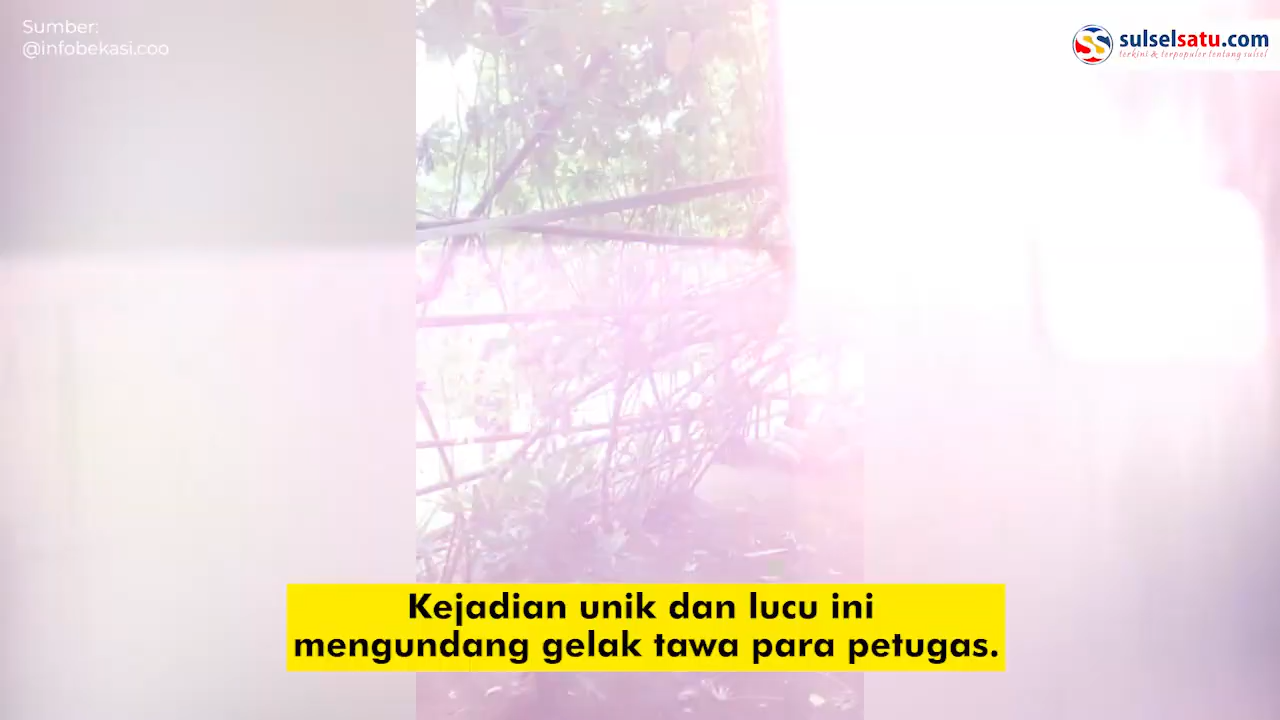 Sumber:
@infobekasi.coo
sulselsatu.com
terkini & terpopuler tentang sulsel
Kejadian unik dan lucu ini
mengundang gelak tawa para petugas.